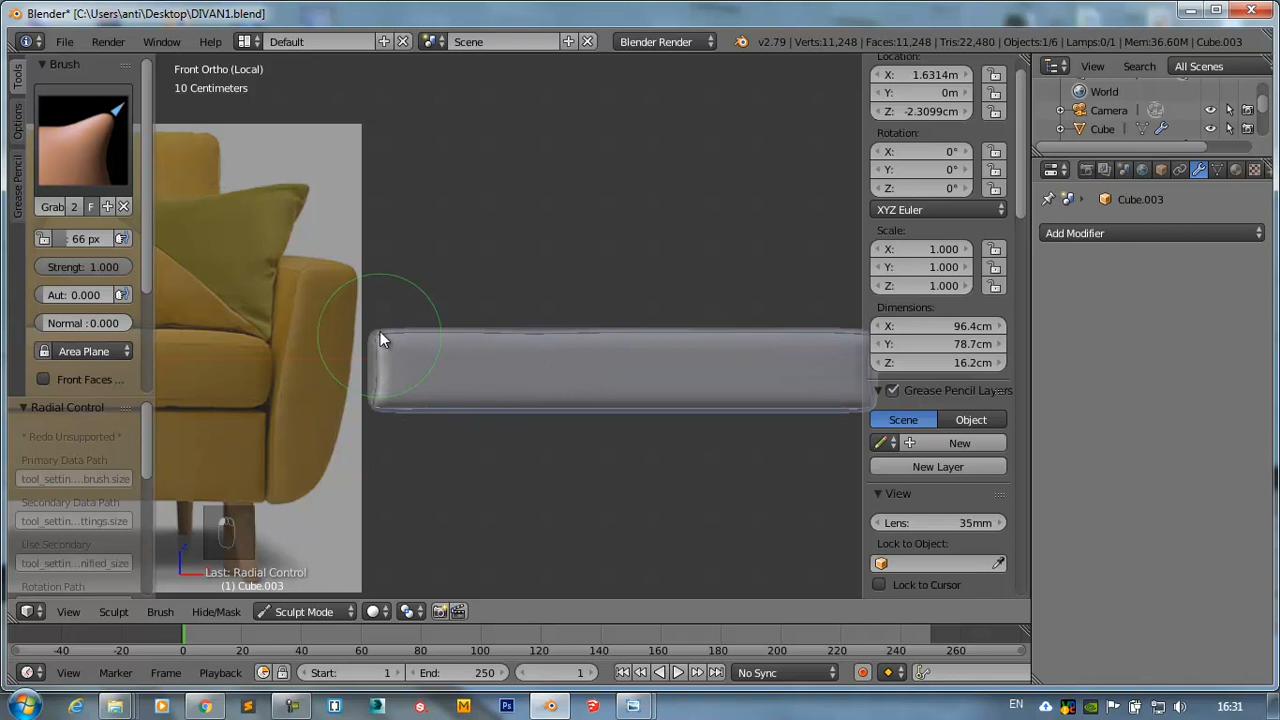 Blender* [C:\Users\anti\Desktop\DIVAN1.blend]
File Render Window Help Default Scene Blender Render v2.79 | Verts:11,248 | Faces:11,248 | Tris:22,480 | Objects:1/6 | Lamps:0/1 | Mem:36.60M | Cube.003
Tools
Options
Grease Pencil
Brush
Grab 2 F
: 66 px
Strengt: 1.000
Aut: 0.000
Normal: 0.000
Area Plane
Front Faces ...
Radial Control
* Redo Unsupported *
Primary Data Path
tool_settin....brush.size
Secondary Data Path
tool_settin...ttings.size
Use Secondary
tool_settin...nified_size
Rotation Path
Front Ortho (Local)
10 Centimeters
Last: Radial Control
(1) Cube.003
Location:
X: 1.6314m
Y: 0m
Z: -2.3099cm
Rotation:
X: 0°
Y: 0°
Z: 0°
XYZ Euler
Scale:
X: 1.000
Y: 1.000
Z: 1.000
Dimensions:
X: 96.4cm
Y: 78.7cm
Z: 16.2cm
Grease Pencil Layers
Scene Object
New
New Layer
View
Lens: 35mm
Lock to Object:
Lock to Cursor
View Search All Scenes
World
Camera
Cube
Cube.003
Add Modifier
View Sculpt Brush Hide/Mask Sculpt Mode
-40 -20 0 20 40 60 80 100 120 140 160 180 200 220 240 260
View Marker Frame Playback Start: 1 End: 250 1 No Sync
EN 16:31